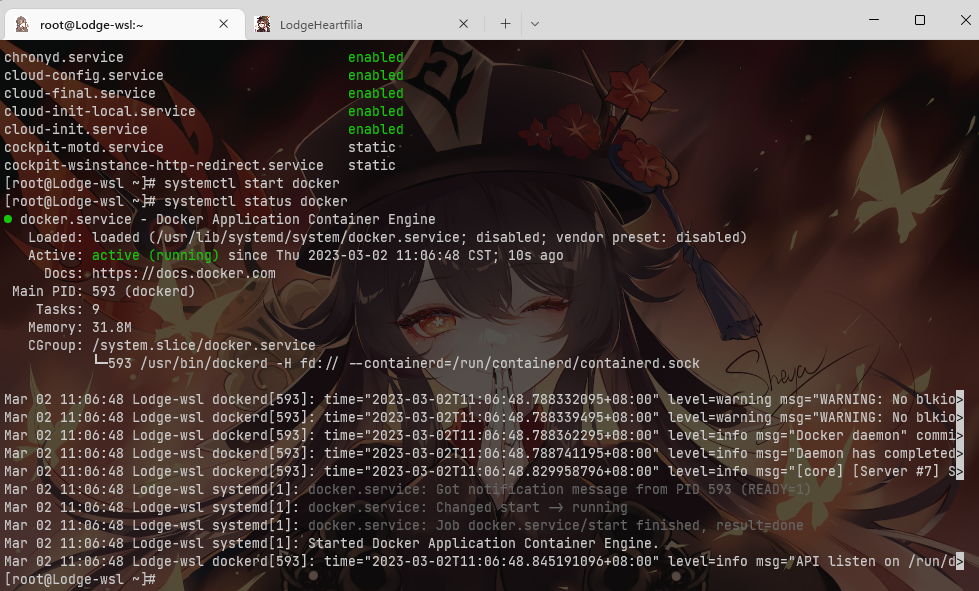 root@Lodge-wsl:~
LodgeHeartfilia
chronyd.service enabled
cloud-config.service enabled
cloud-final.service enabled
cloud-init-local.service enabled
cloud-init.service enabled
cockpit-motd.service static
cockpit-wsinstance-http-redirect.service static
[root@Lodge-wsl ~]# systemctl start docker
[root@Lodge-wsl ~]# systemctl status docker
● docker.service - Docker Application Container Engine
Loaded: loaded (/usr/lib/systemd/system/docker.service; disabled; vendor preset: disabled)
Active: active (running) since Thu 2023-03-02 11:06:48 CST; 10s ago
Docs: https://docs.docker.com
Main PID: 593 (dockerd)
Tasks: 9
Memory: 31.8M
CGroup: /system.slice/docker.service
└─593 /usr/bin/dockerd -H fd:// --containerd=/run/containerd/containerd.sock
Shaya
Mar 02 11:06:48 Lodge-wsl dockerd[593]: time="2023-03-02T11:06:48.788332095+08:00" level=warning msg="WARNING: No blkio>
Mar 02 11:06:48 Lodge-wsl dockerd[593]: time="2023-03-02T11:06:48.788339495+08:00" level=warning msg="WARNING: No blkio>
Mar 02 11:06:48 Lodge-wsl dockerd[593]: time="2023-03-02T11:06:48.788362295+08:00" level=info msg="Docker daemon" commi>
Mar 02 11:06:48 Lodge-wsl dockerd[593]: time="2023-03-02T11:06:48.788741195+08:00" level=info msg="Daemon has completed>
Mar 02 11:06:48 Lodge-wsl dockerd[593]: time="2023-03-02T11:06:48.829958796+08:00" level=info msg="[core] [Server #7] S>
Mar 02 11:06:48 Lodge-wsl systemd[1]: docker.service: Got notification message from PID 593 (READY=1)
Mar 02 11:06:48 Lodge-wsl systemd[1]: docker.service: Changed start -> running
Mar 02 11:06:48 Lodge-wsl systemd[1]: docker.service: Job docker.service/start finished, result=done
Mar 02 11:06:48 Lodge-wsl systemd[1]: Started Docker Application Container Engine.
Mar 02 11:06:48 Lodge-wsl dockerd[593]: time="2023-03-02T11:06:48.845191096+08:00" level=info msg="API listen on /run/d>
[root@Lodge-wsl ~]#